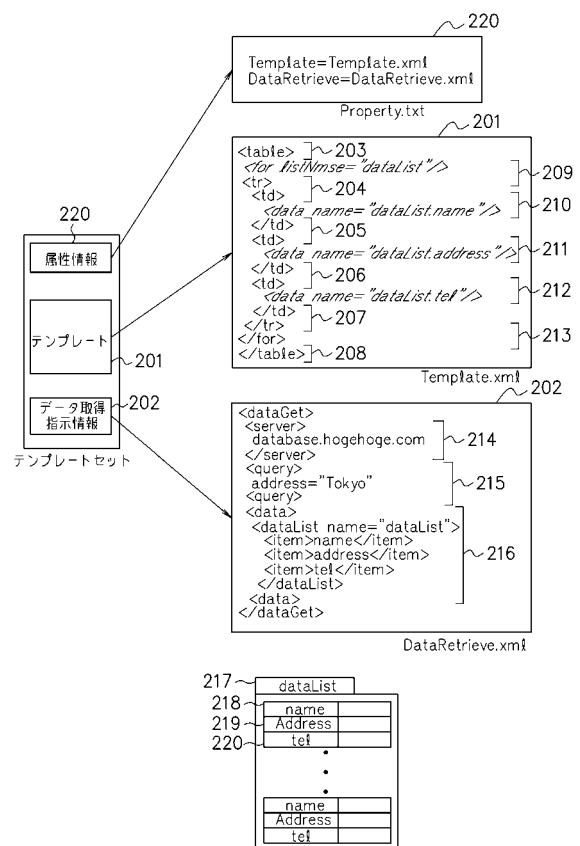 220
Template=Template.xml
DataRetrieve=DataRetrieve.xml
Property.txt
201
<table>
203
<for listNmse="dataList"/>
209
<tr>
204
<td>
210
<data name="dataList.name"/>
</td>
205
<td>
<data name="dataList.address"/>
211
</td>
206
<td>
212
<data name="dataList.tel"/>
</td>
207
</tr>
</for>
213
</table>
208
Template.xml
220
属性情報
テンプレート
201
データ取得
指示情報
202
テンプレートセット
202
<dataGet>
<server>
database.hogehoge.com
214
</server>
<query>
address="Tokyo"
215
<query>
<data>
<dataList name="dataList">
<item>name</item>
<item>address</item>
216
<item>tel</item>
</dataList>
<data>
</dataGet>
DataRetrieve.xml
217
dataList
218
name
219
Address
220
tel
name
Address
tel